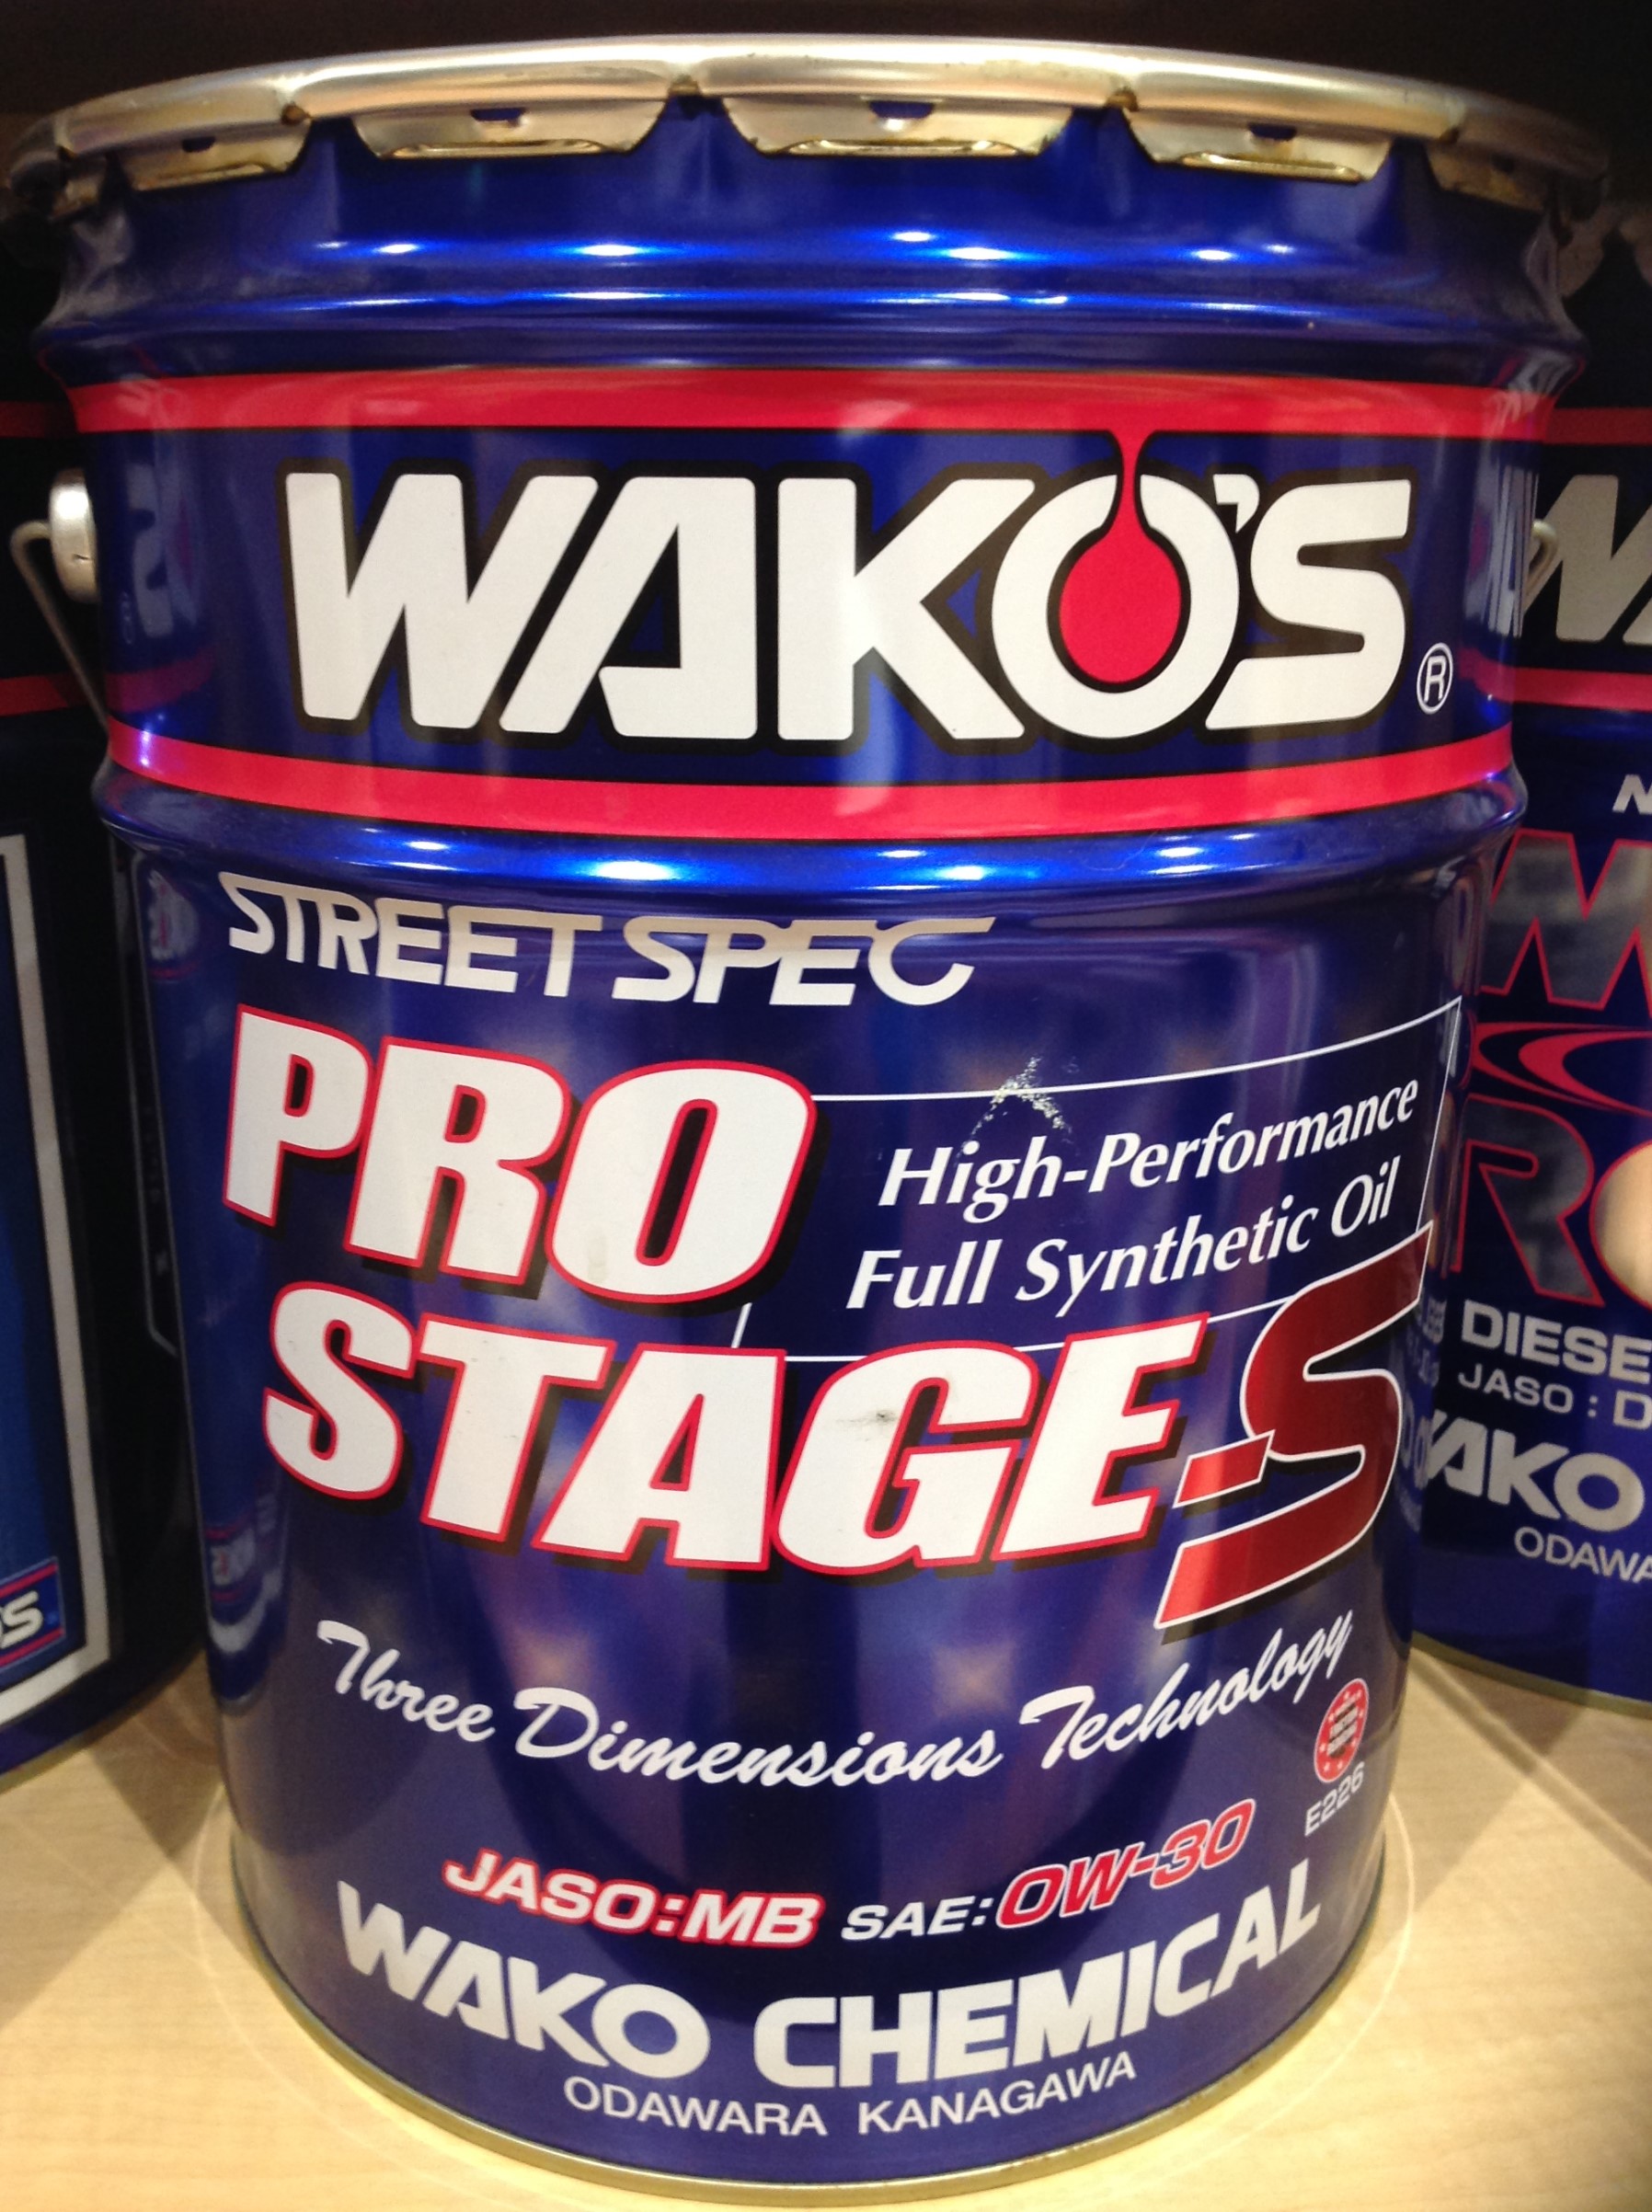 WAKO'S®
STREET SPEC
PRO
High-Performance
Full Synthetic Oil
STAGE-S
Three Dimensions Technology
E226
JASO:MB SAE:0W-30
WAKO CHEMICAL
ODAWARA KANAGAWA
DIESE
JASO : D
WAKO
ODAWA